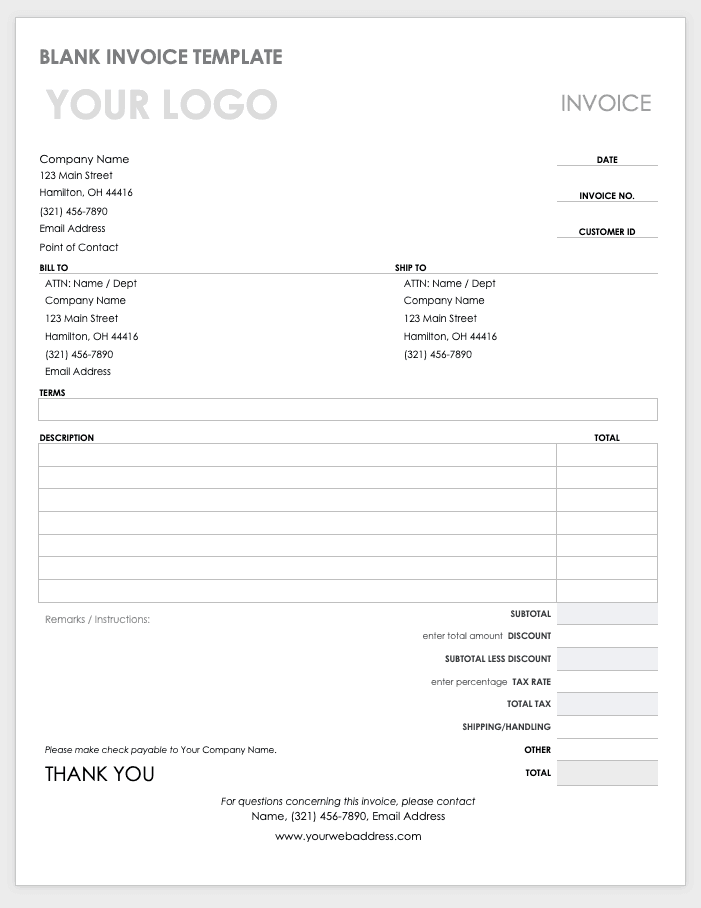 BLANK INVOICE TEMPLATE
YOUR LOGO
INVOICE
Company Name
DATE
123 Main Street
Hamilton, OH 44416
INVOICE NO.
(321) 456-7890
Email Address
CUSTOMER ID
Point of Contact
BILL TO
SHIP TO
ATTN: Name / Dept
ATTN: Name / Dept
Company Name
Company Name
123 Main Street
123 Main Street
Hamilton, OH 44416
Hamilton, OH 44416
(321) 456-7890
(321) 456-7890
Email Address
TERMS
DESCRIPTION
TOTAL
Remarks / Instructions:
SUBTOTAL
enter total amount DISCOUNT
SUBTOTAL LESS DISCOUNT
enter percentage TAX RATE
TOTAL TAX
SHIPPING/HANDLING
Please make check payable to Your Company Name.
OTHER
THANK YOU
TOTAL
For questions concerning this invoice, please contact
Name, (321) 456-7890, Email Address
www.yourwebaddress.com